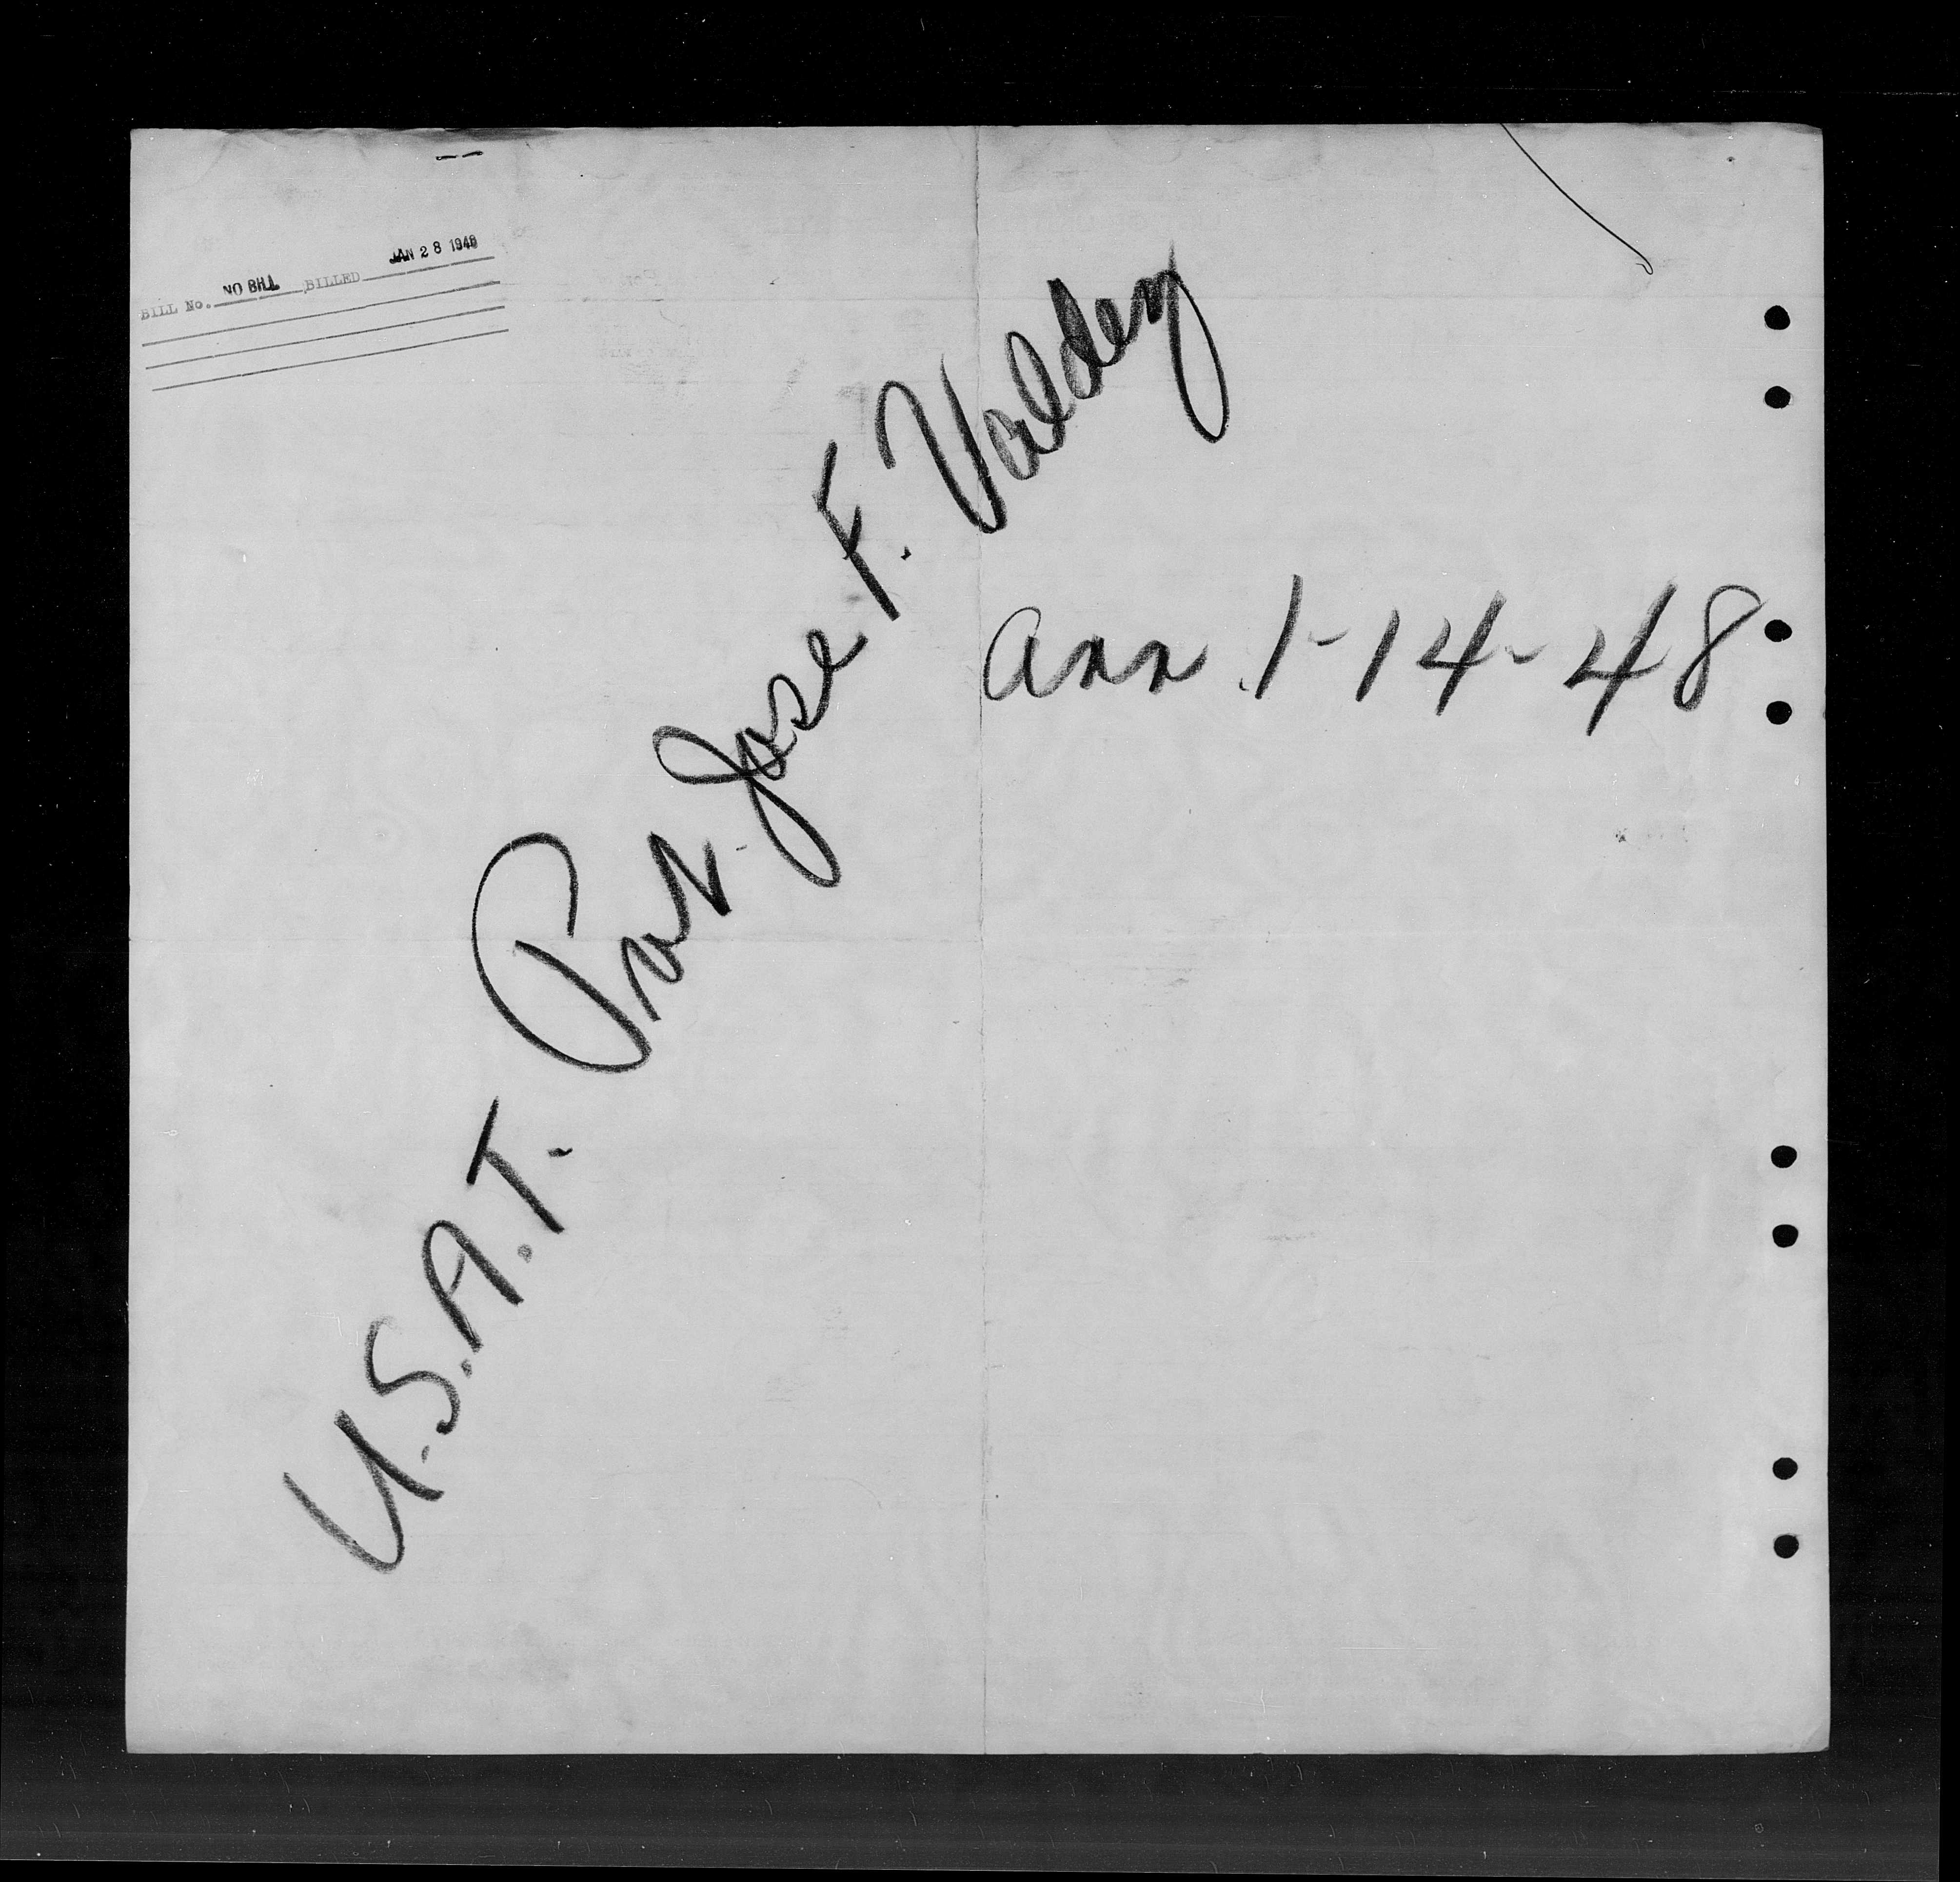 BILL No. NO BILL BILLED JAN 28 1948
U.S.A.T. Pvt. Jose F. Valdez
arr 1-14-48